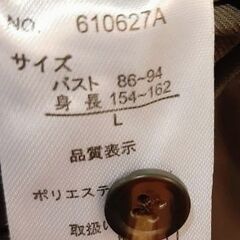 NO. 610627A
サイズ
バスト 86~94
身長 154~162
L
品質表示
ポリエステ
取扱い